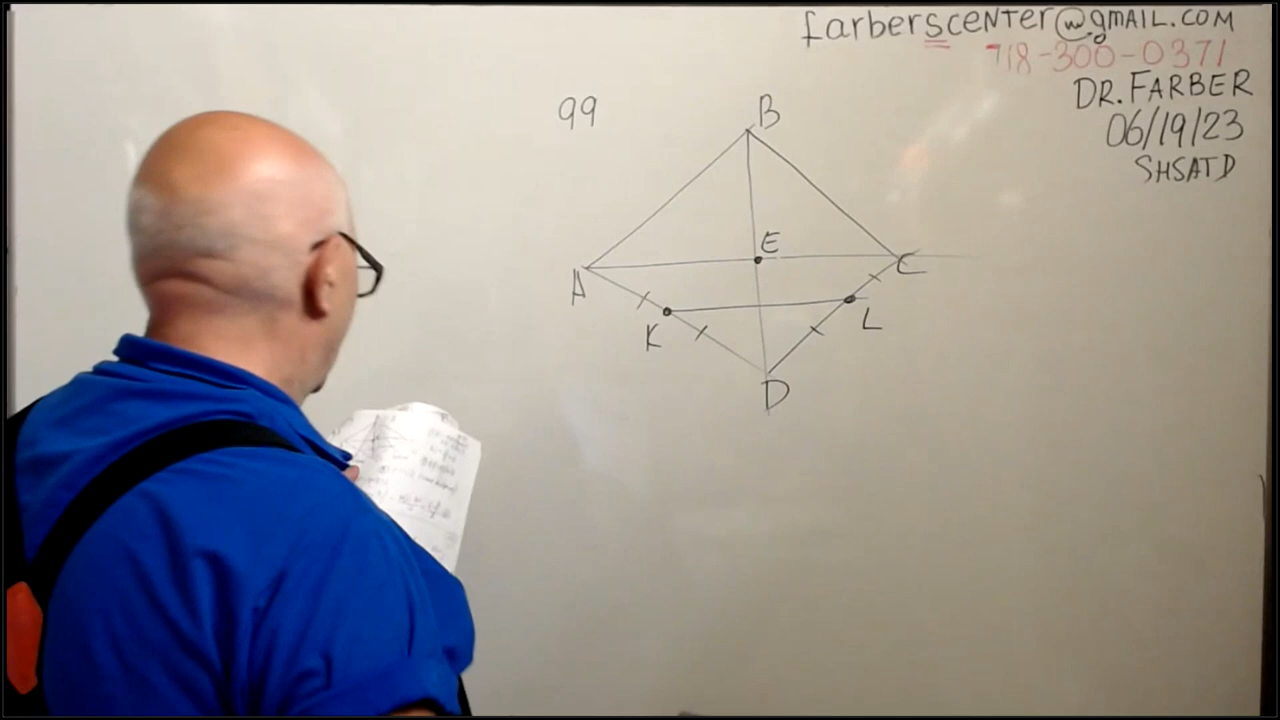 farberscenter@gmail.com
718-300-0371
DR. FARBER
06/19/23
SHSATD
99
B
E
A
C
K
L
D